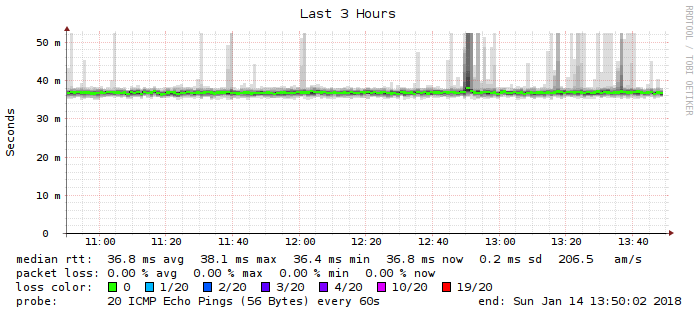 Last 3 Hours
RRDTOOL / TOBI OETIKER
Seconds
50 m
40 m
30 m
20 m
10 m
0
11:00 11:20 11:40 12:00 12:20 12:40 13:00 13:20 13:40
median rtt: 36.8 ms avg 38.1 ms max 36.4 ms min 36.8 ms now 0.2 ms sd 206.5 am/s
packet loss: 0.00 % avg 0.00 % max 0.00 % min 0.00 % now
loss color: 0 1/20 2/20 3/20 4/20 10/20 19/20
probe: 20 ICMP Echo Pings (56 Bytes) every 60s end: Sun Jan 14 13:50:02 2018